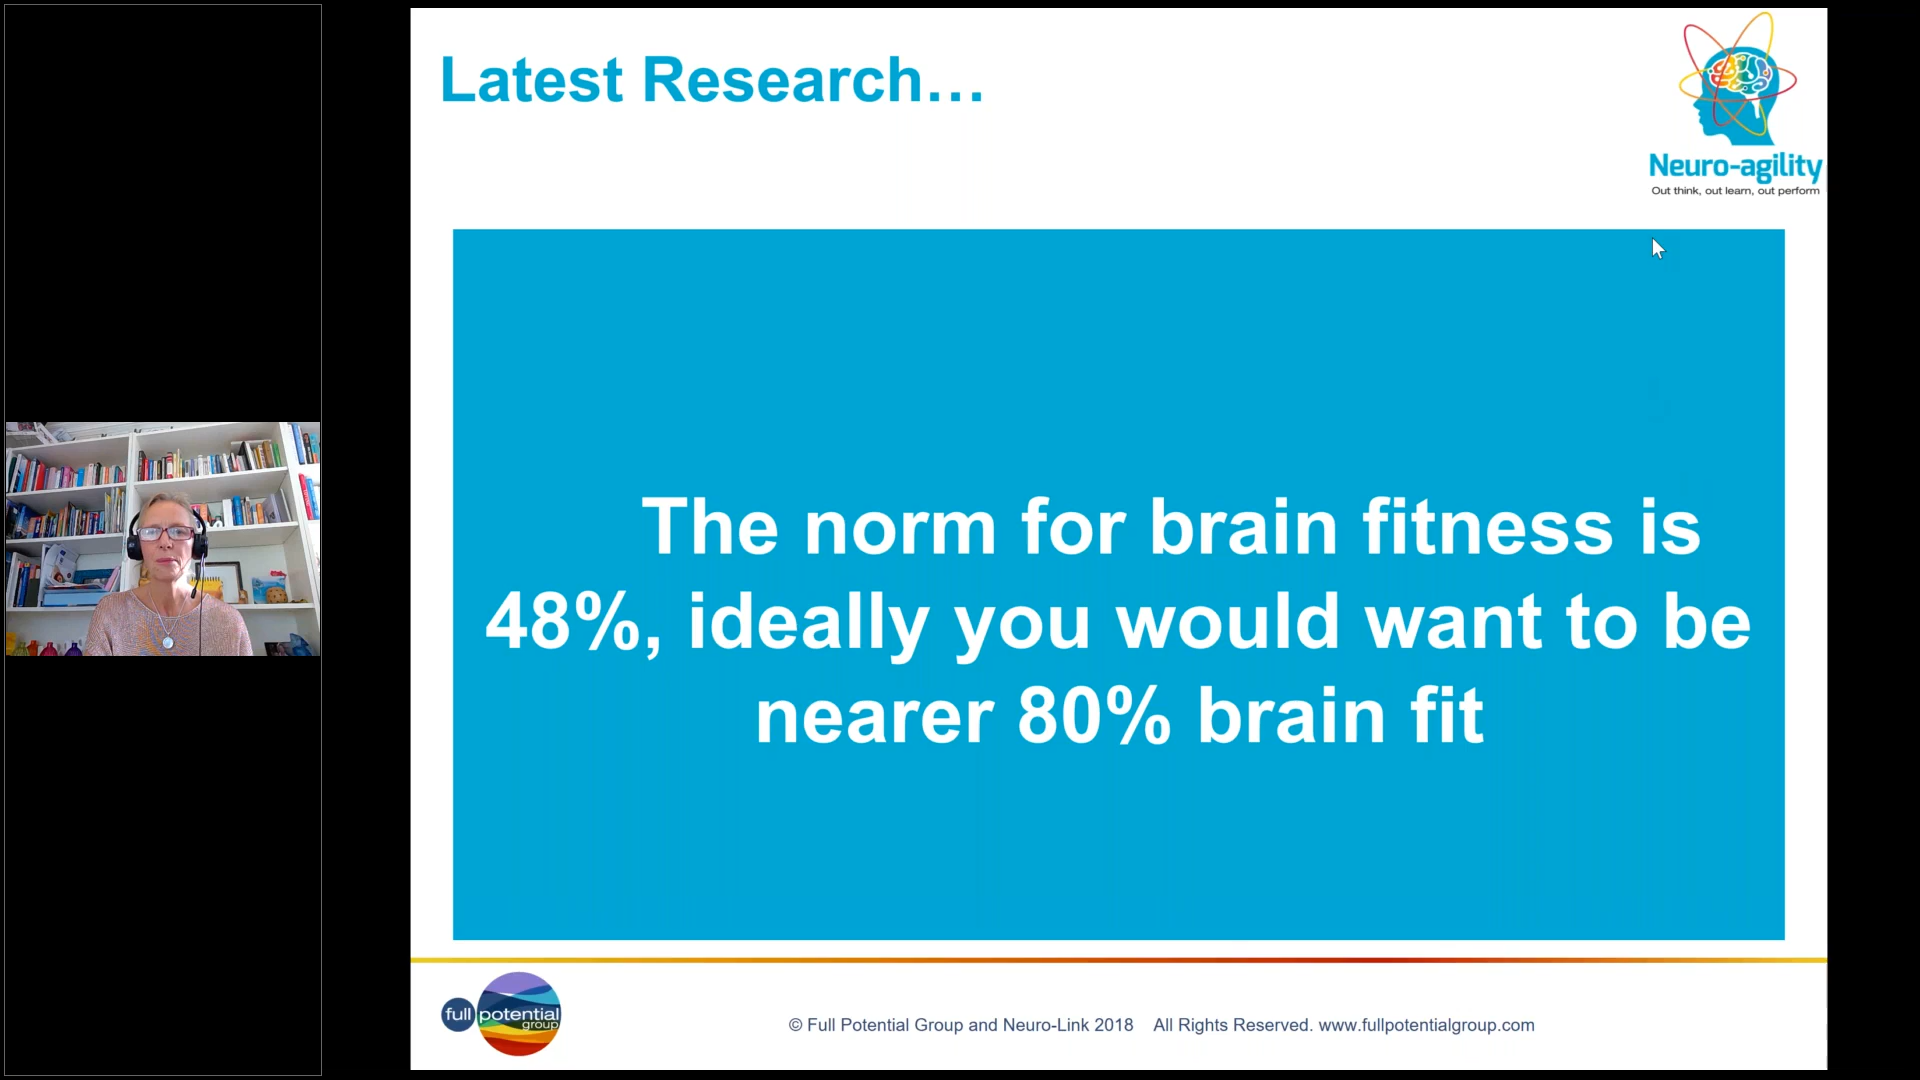 Latest Research…
Neuro-agility
Out think, out learn, out perform
The norm for brain fitness is
48%, ideally you would want to be
nearer 80% brain fit
full potential
group
© Full Potential Group and Neuro-Link 2018 All Rights Reserved. www.fullpotentialgroup.com